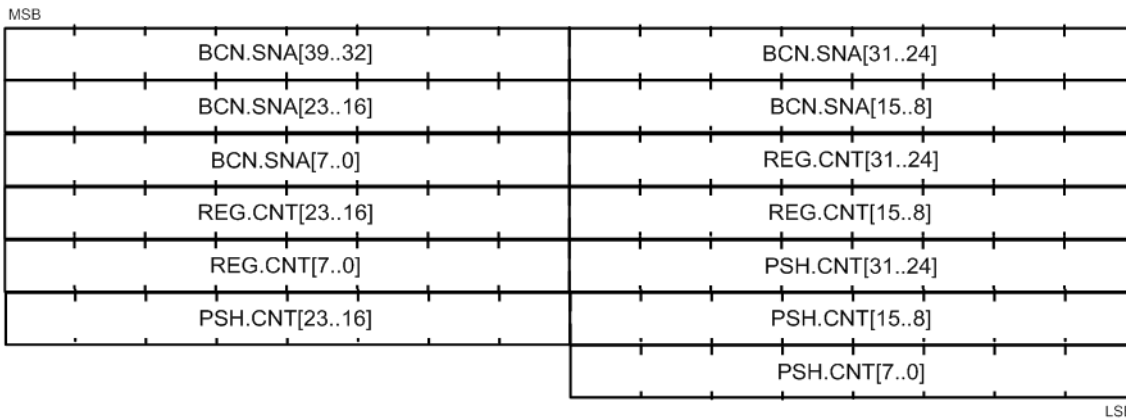 MSB
BCN.SNA[39..32] BCN.SNA[31..24]
BCN.SNA[23..16] BCN.SNA[15..8]
BCN.SNA[7..0] REG.CNT[31..24]
REG.CNT[23..16] REG.CNT[15..8]
REG.CNT[7..0] PSH.CNT[31..24]
PSH.CNT[23..16] PSH.CNT[15..8]
PSH.CNT[7..0]